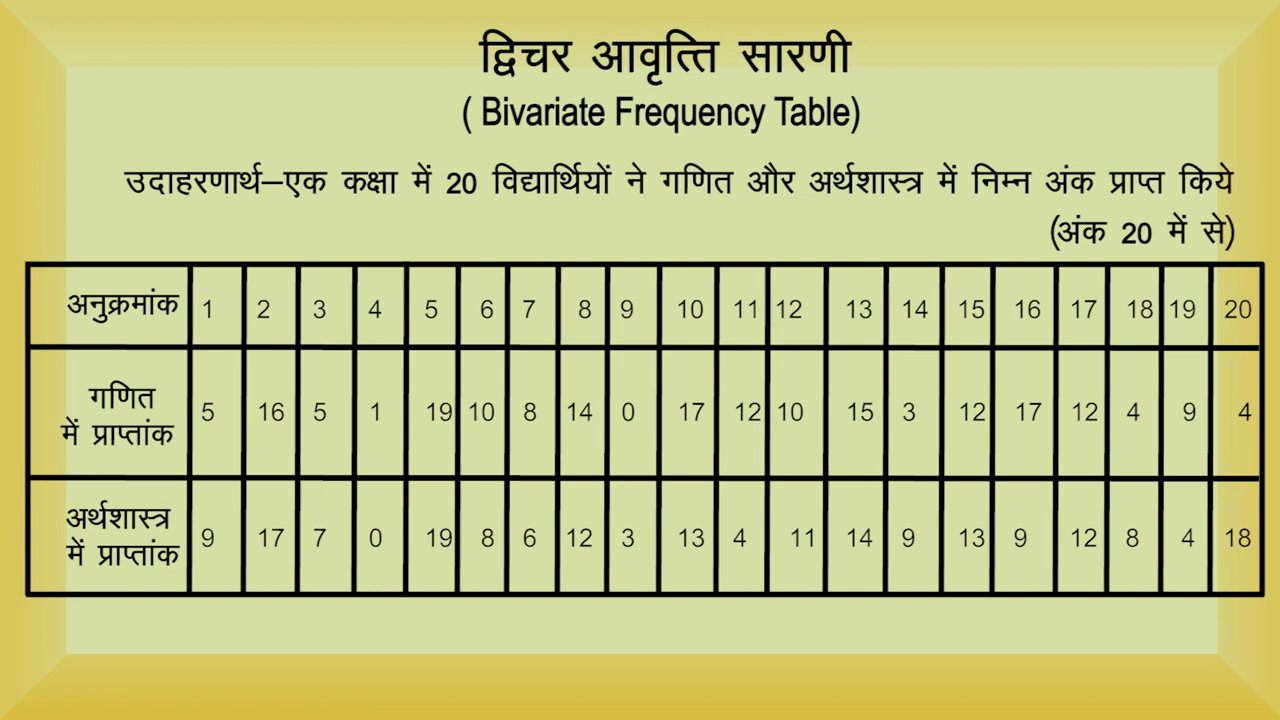 द्विचर आवृत्ति सारणी
( Bivariate Frequency Table)
उदाहरणार्थ–एक कक्षा में 20 विद्यार्थियों ने गणित और अर्थशास्त्र में निम्न अंक प्राप्त किये
(अंक 20 में से)
अनुक्रमांक 1 2 3 4 5 6 7 8 9 10 11 12 13 14 15 16 17 18 19 20
गणित
में प्राप्तांक 5 16 5 1 19 10 8 14 0 17 12 10 15 3 12 17 12 4 9 4
अर्थशास्त्र
में प्राप्तांक 9 17 7 0 19 8 6 12 3 13 4 11 14 9 13 9 12 8 4 18